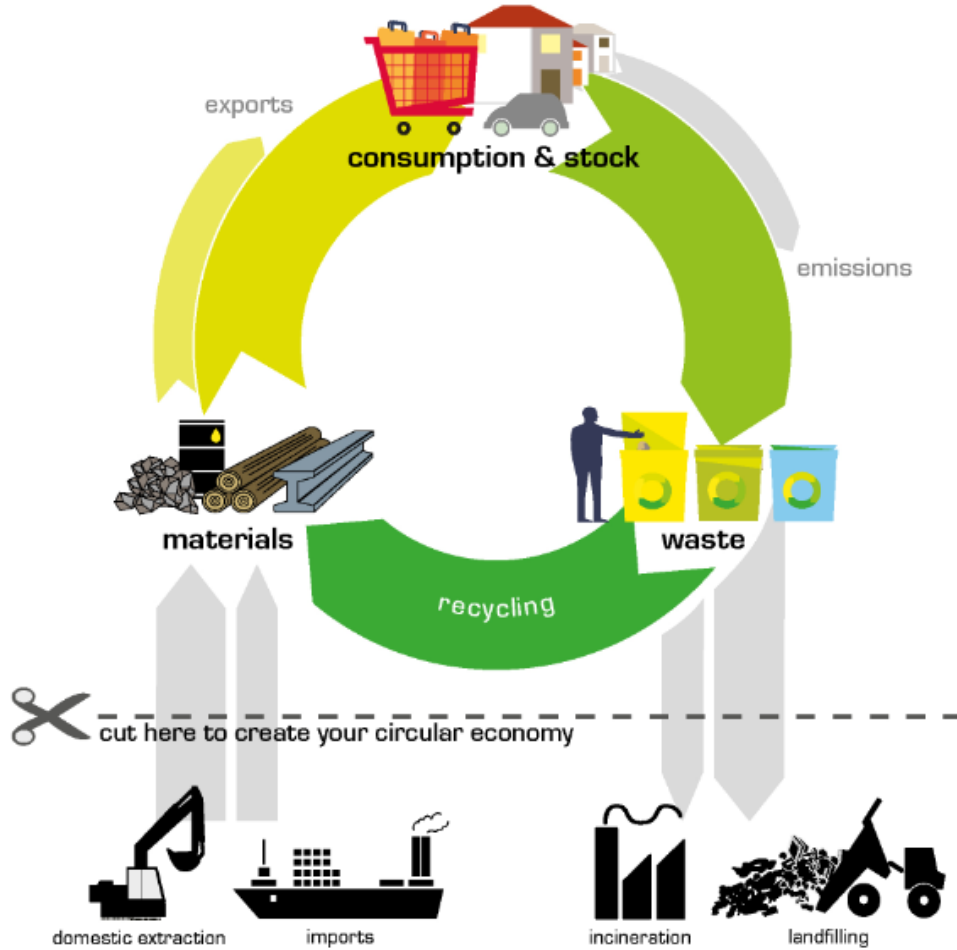 exports
consumption & stock
emissions
materials
waste
recycling
cut here to create your circular economy
domestic extraction
imports
incineration
landfilling